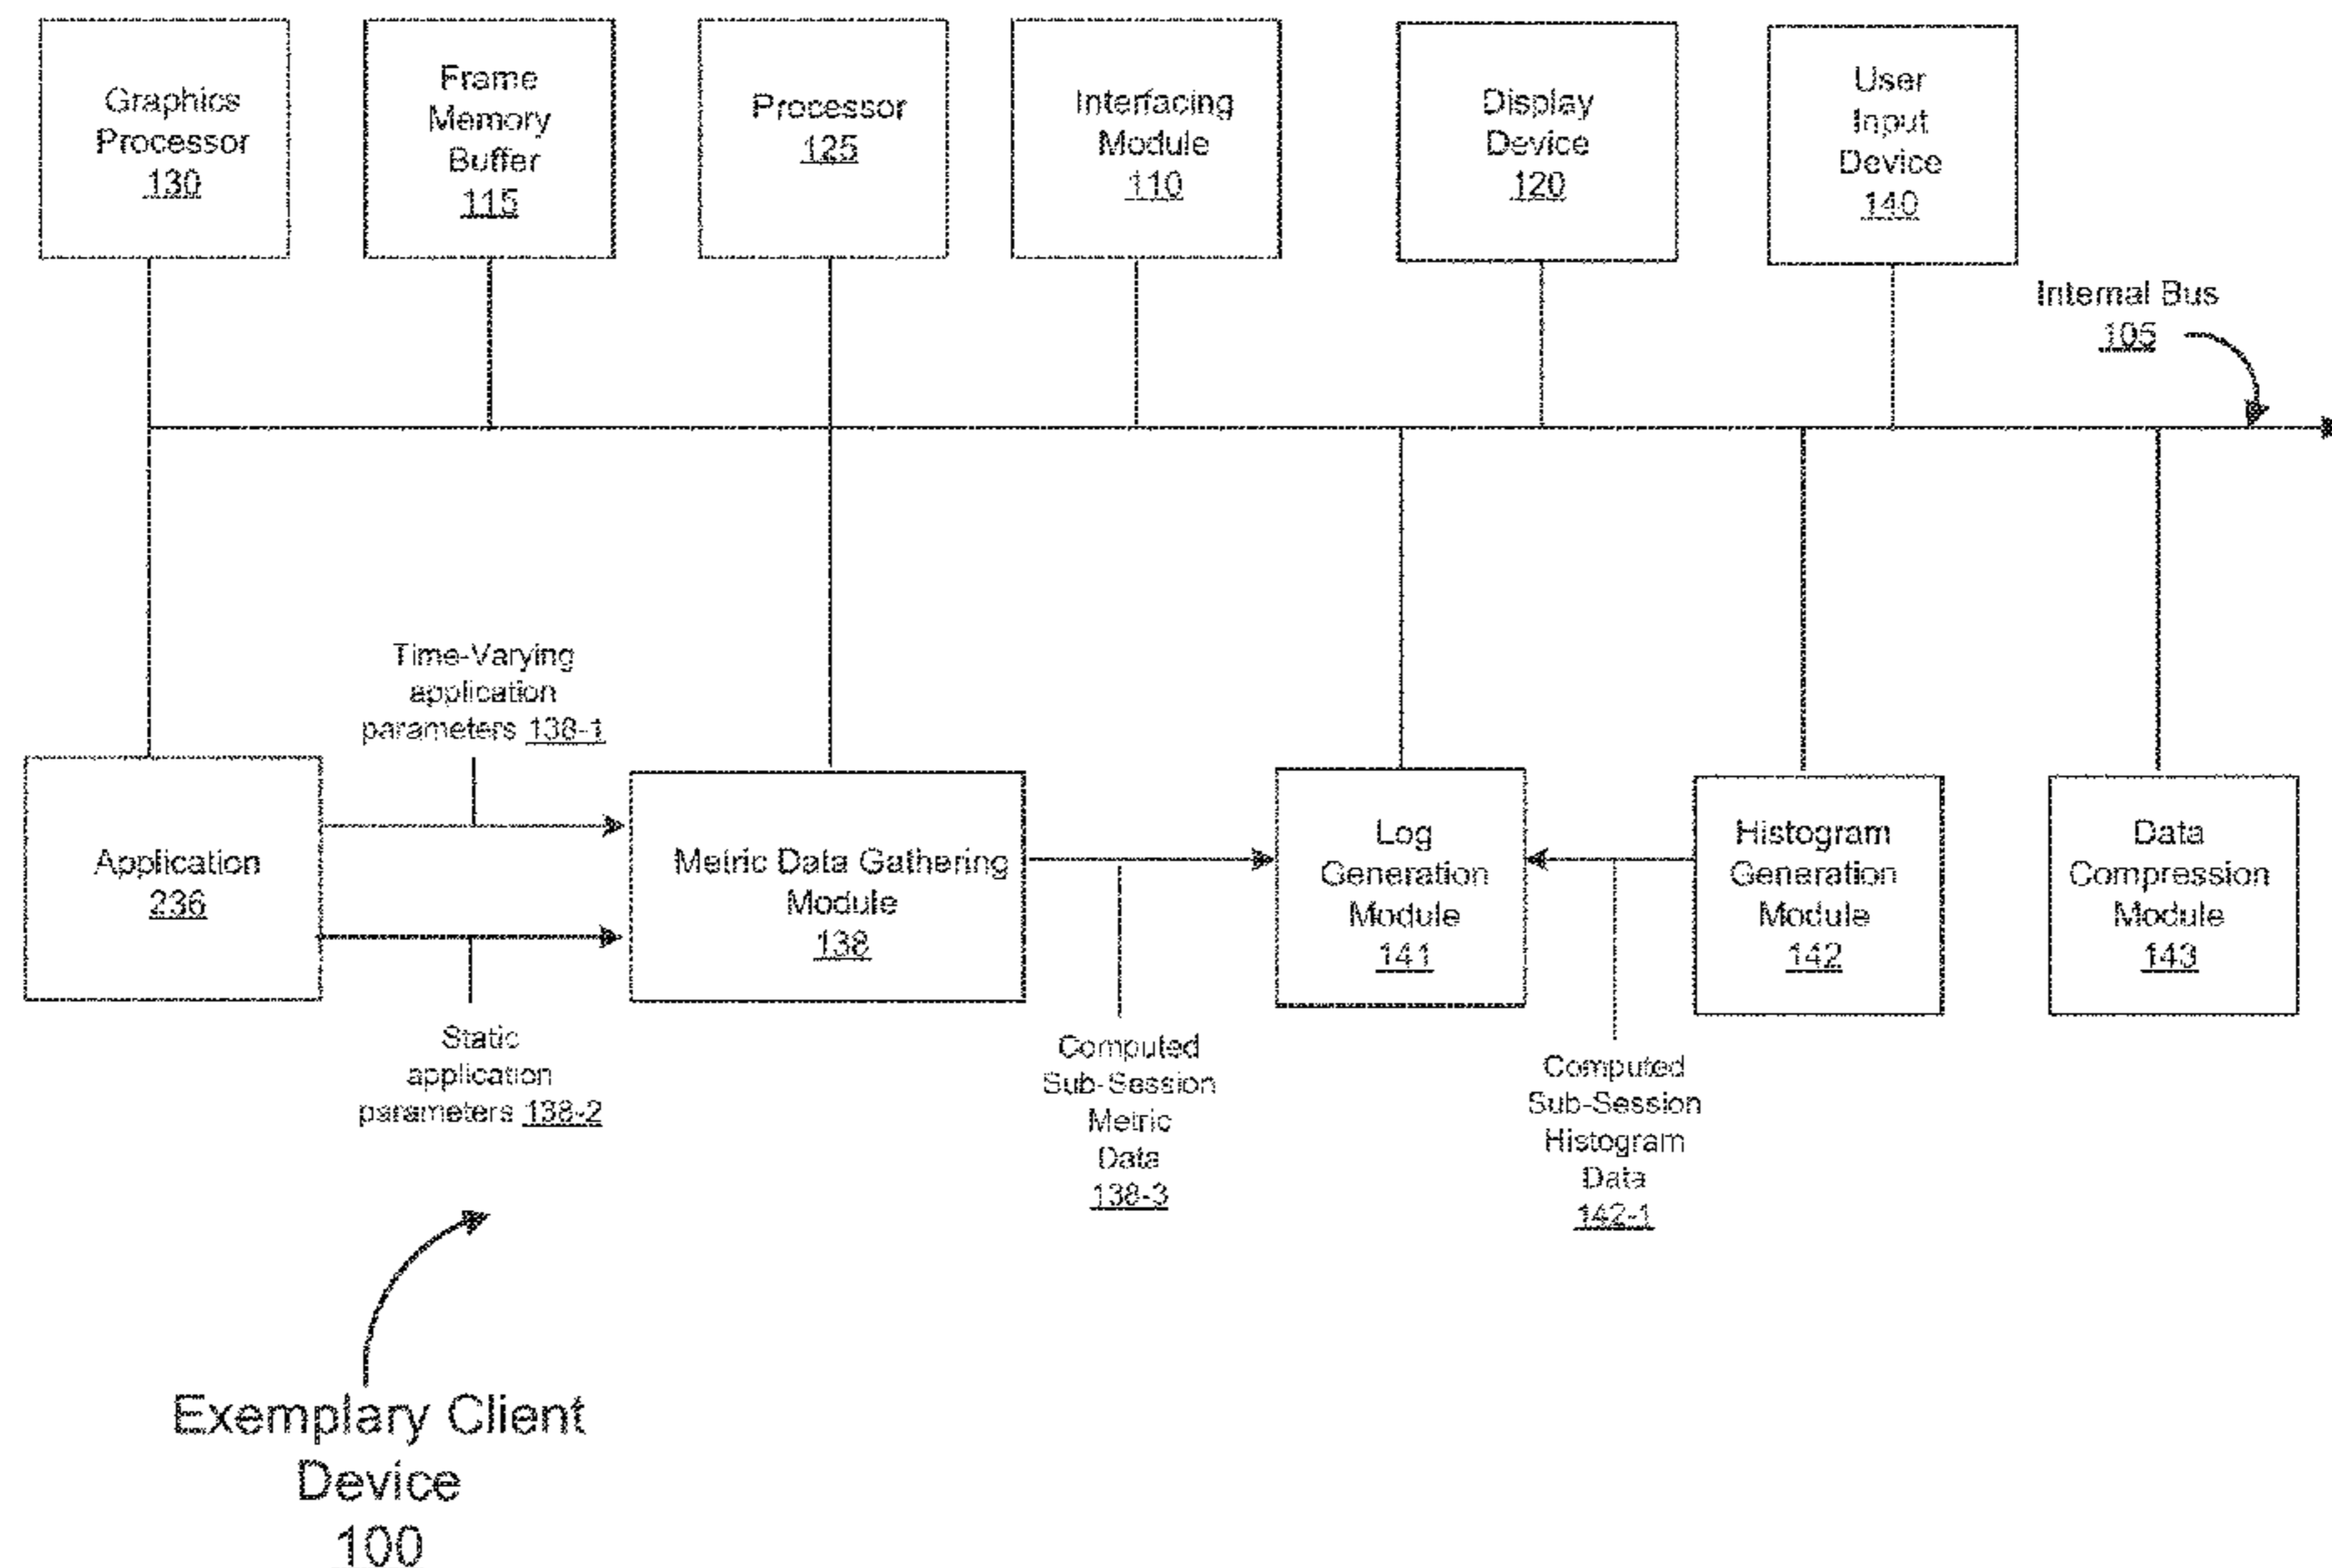 Graphics
Processor
130
Frame
Memory
Buffer
115
Processor
125
Interfacing
Module
110
Display
Device
120
User
Input
Device
140
Internal Bus
105
Time-Varying
application
parameters 138-1
Application
236
Static
application
parameters 138-2
Metric Data Gathering
Module
138
Computed
Sub-Session
Metric
Data
138-3
Log
Generation
Module
141
Computed
Sub-Session
Histogram
Data
142-1
Histogram
Generation
Module
142
Data
Compression
Module
143
Exemplary Client
Device
100